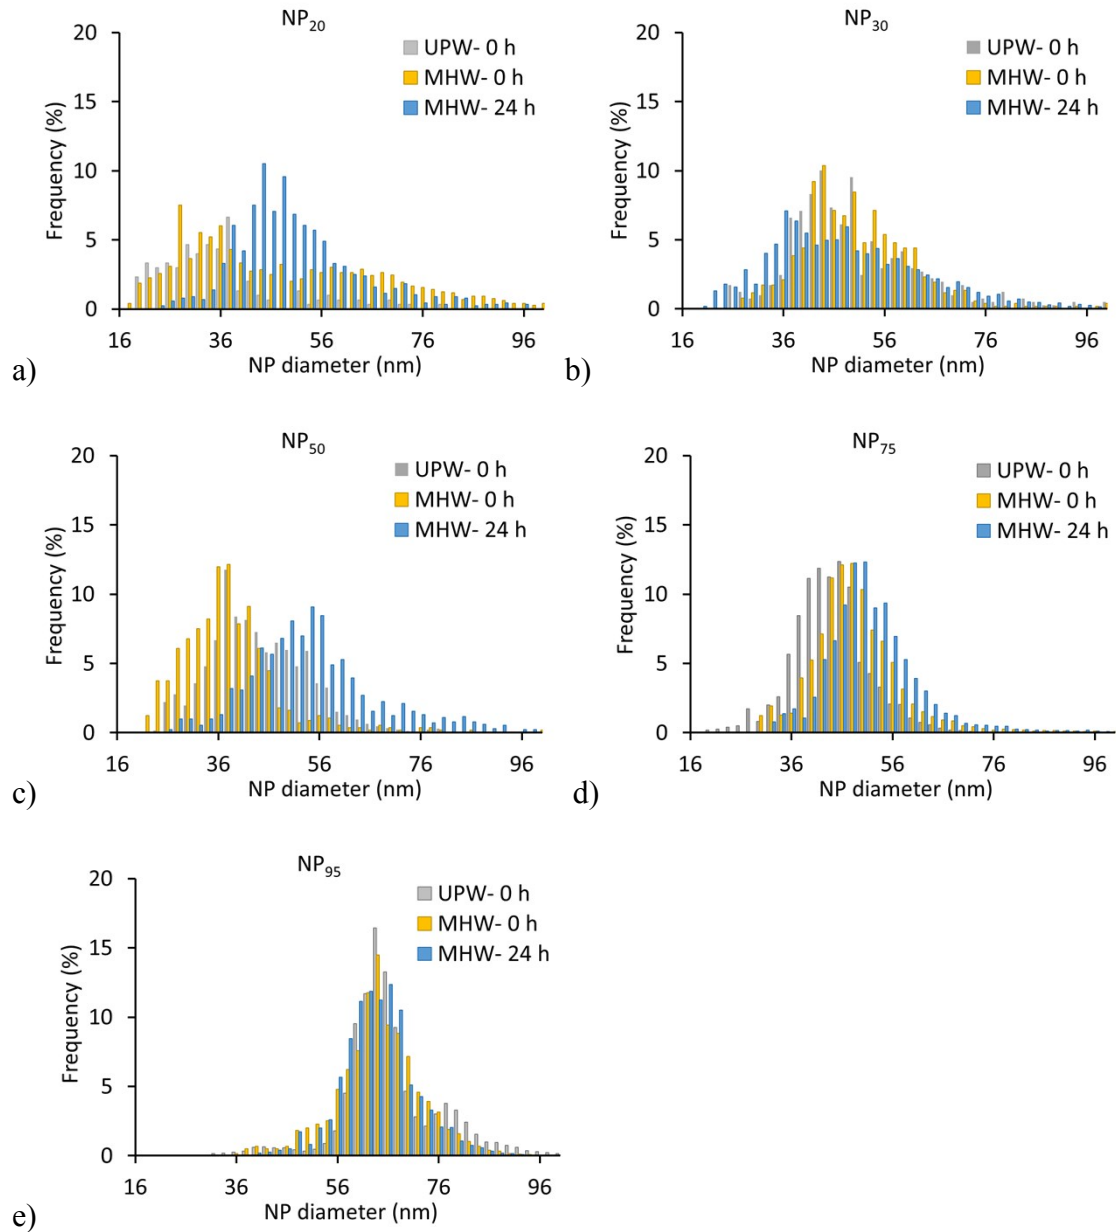 NP₂₀
20
15
10
5
0
Frequency (%)
UPW- 0 h
MHW- 0 h
MHW- 24 h
16 36 56 76 96
NP diameter (nm)
a)
NP₃₀
20
15
10
5
0
Frequency (%)
UPW- 0 h
MHW- 0 h
MHW- 24 h
16 36 56 76 96
NP diameter (nm)
b)
NP₅₀
20
15
10
5
0
Frequency (%)
UPW- 0 h
MHW- 0 h
MHW- 24 h
16 36 56 76 96
NP diameter (nm)
c)
NP₇₅
20
15
10
5
0
Frequency (%)
UPW- 0 h
MHW- 0 h
MHW- 24 h
16 36 56 76 96
NP diameter (nm)
d)
NP₉₅
20
15
10
5
0
Frequency (%)
UPW- 0 h
MHW- 0 h
MHW- 24 h
16 36 56 76 96
NP diameter (nm)
e)